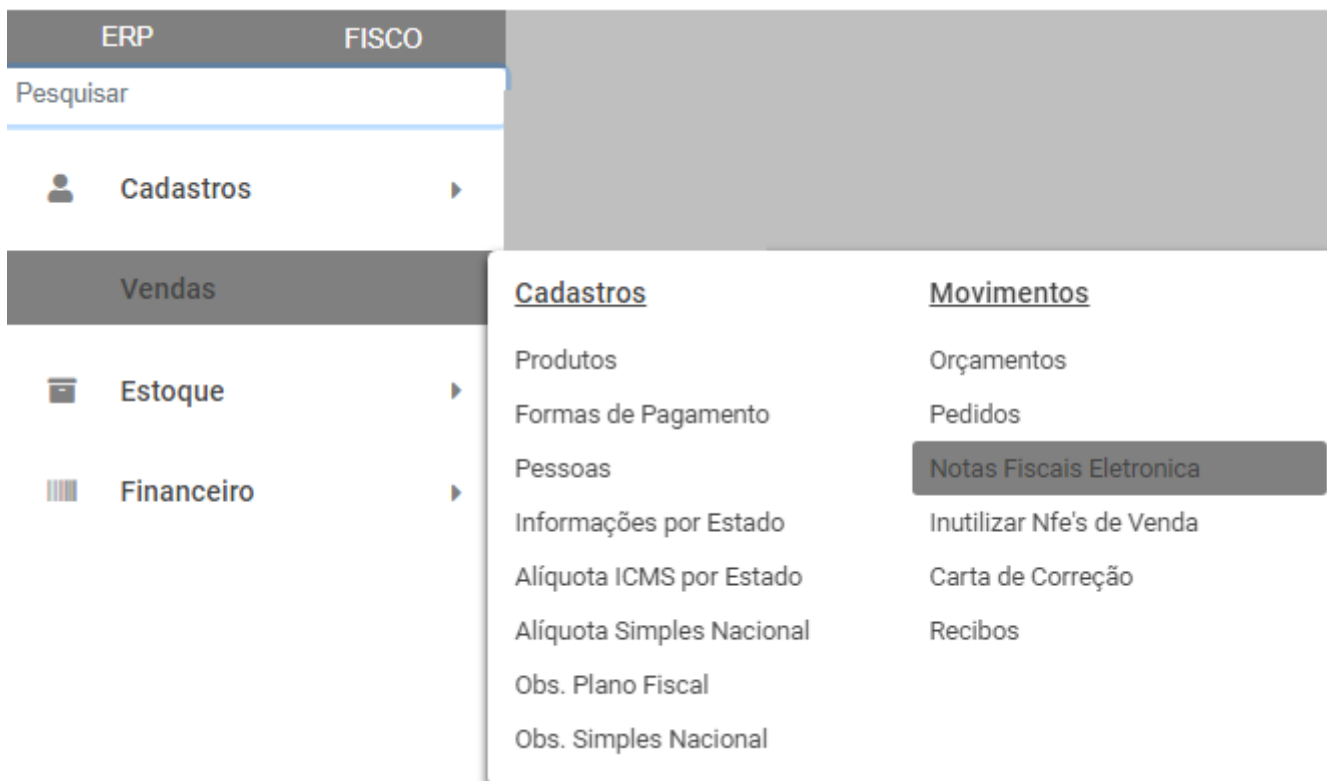 ERP FISCO
Pesquisar
Cadastros
Vendas
Estoque
Financeiro
Cadastros
Produtos
Formas de Pagamento
Pessoas
Informações por Estado
Alíquota ICMS por Estado
Alíquota Simples Nacional
Obs. Plano Fiscal
Obs. Simples Nacional
Movimentos
Orçamentos
Pedidos
Notas Fiscais Eletronica
Inutilizar Nfe's de Venda
Carta de Correção
Recibos